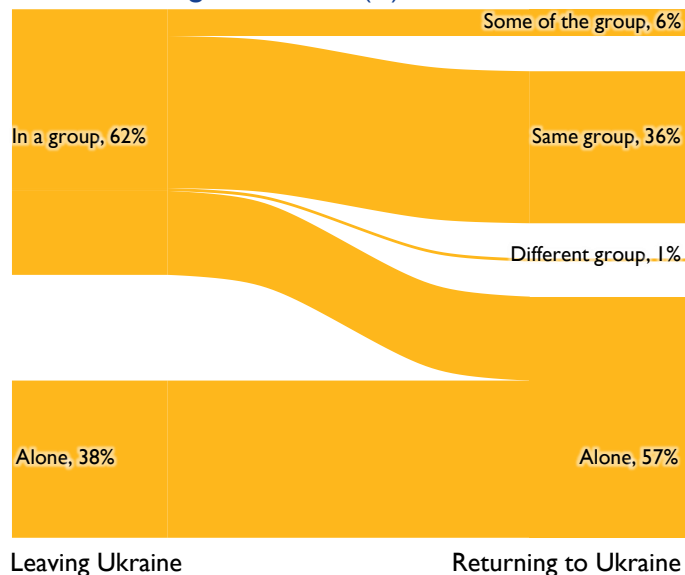 Some of the group, 6%
In a group, 62%
Same group, 36%
Different group, 1%
Alone, 38%
Alone, 57%
Leaving Ukraine
Returning to Ukraine